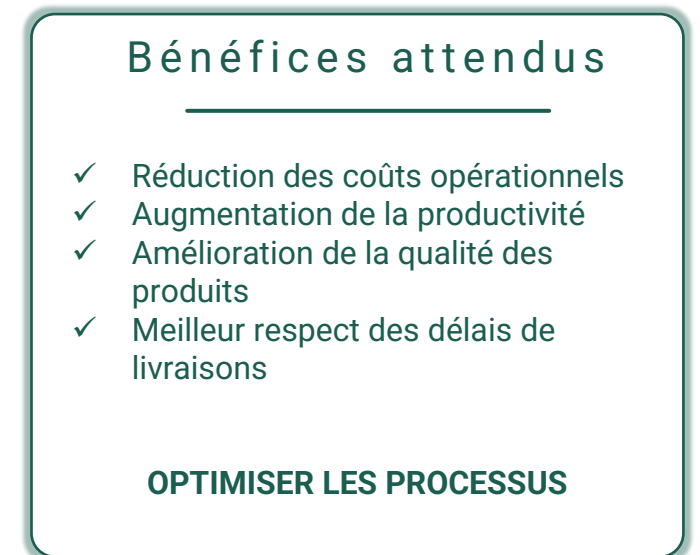 Bénéfices attendus
✓ Réduction des coûts opérationnels
✓ Augmentation de la productivité
✓ Amélioration de la qualité des
produits
✓ Meilleur respect des délais de
livraisons
OPTIMISER LES PROCESSUS